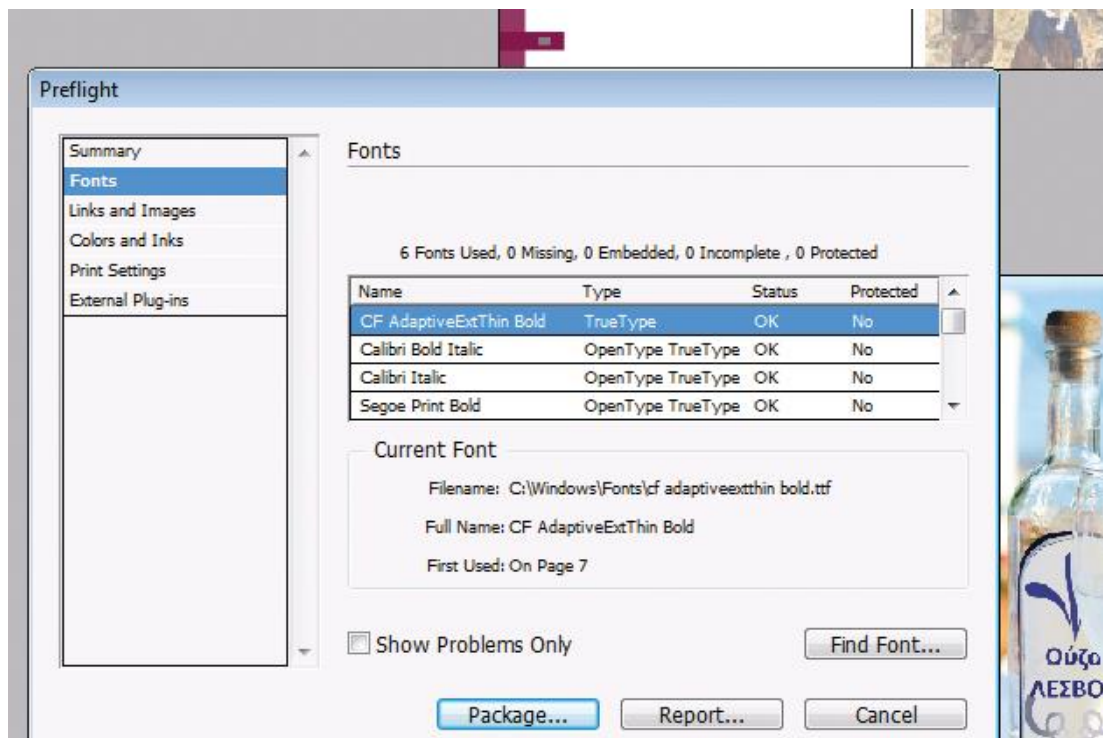 Preflight
Summary
Fonts
Links and Images
Colors and Inks
Print Settings
External Plug-ins
Fonts
6 Fonts Used, 0 Missing, 0 Embedded, 0 Incomplete , 0 Protected
Name Type Status Protected
CF AdaptiveExtThin Bold TrueType OK No
Calibri Bold Italic OpenType TrueType OK No
Calibri Italic OpenType TrueType OK No
Segoe Print Bold OpenType TrueType OK No
Current Font
Filename: C:\Windows\Fonts\cf adaptiveextthin bold.ttf
Full Name: CF AdaptiveExtThin Bold
First Used: On Page 7
Show Problems Only
Find Font...
Package... Report... Cancel
Ούζο
ΛΕΣΒΟ